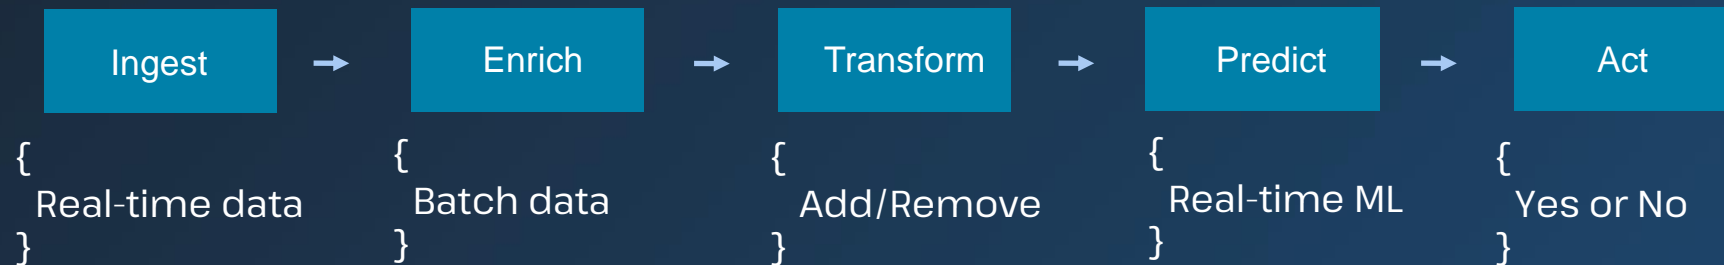 Ingest → Enrich → Transform → Predict → Act
{
Real-time data
}
{
Batch data
}
{
Add/Remove
}
{
Real-time ML
}
{
Yes or No
}